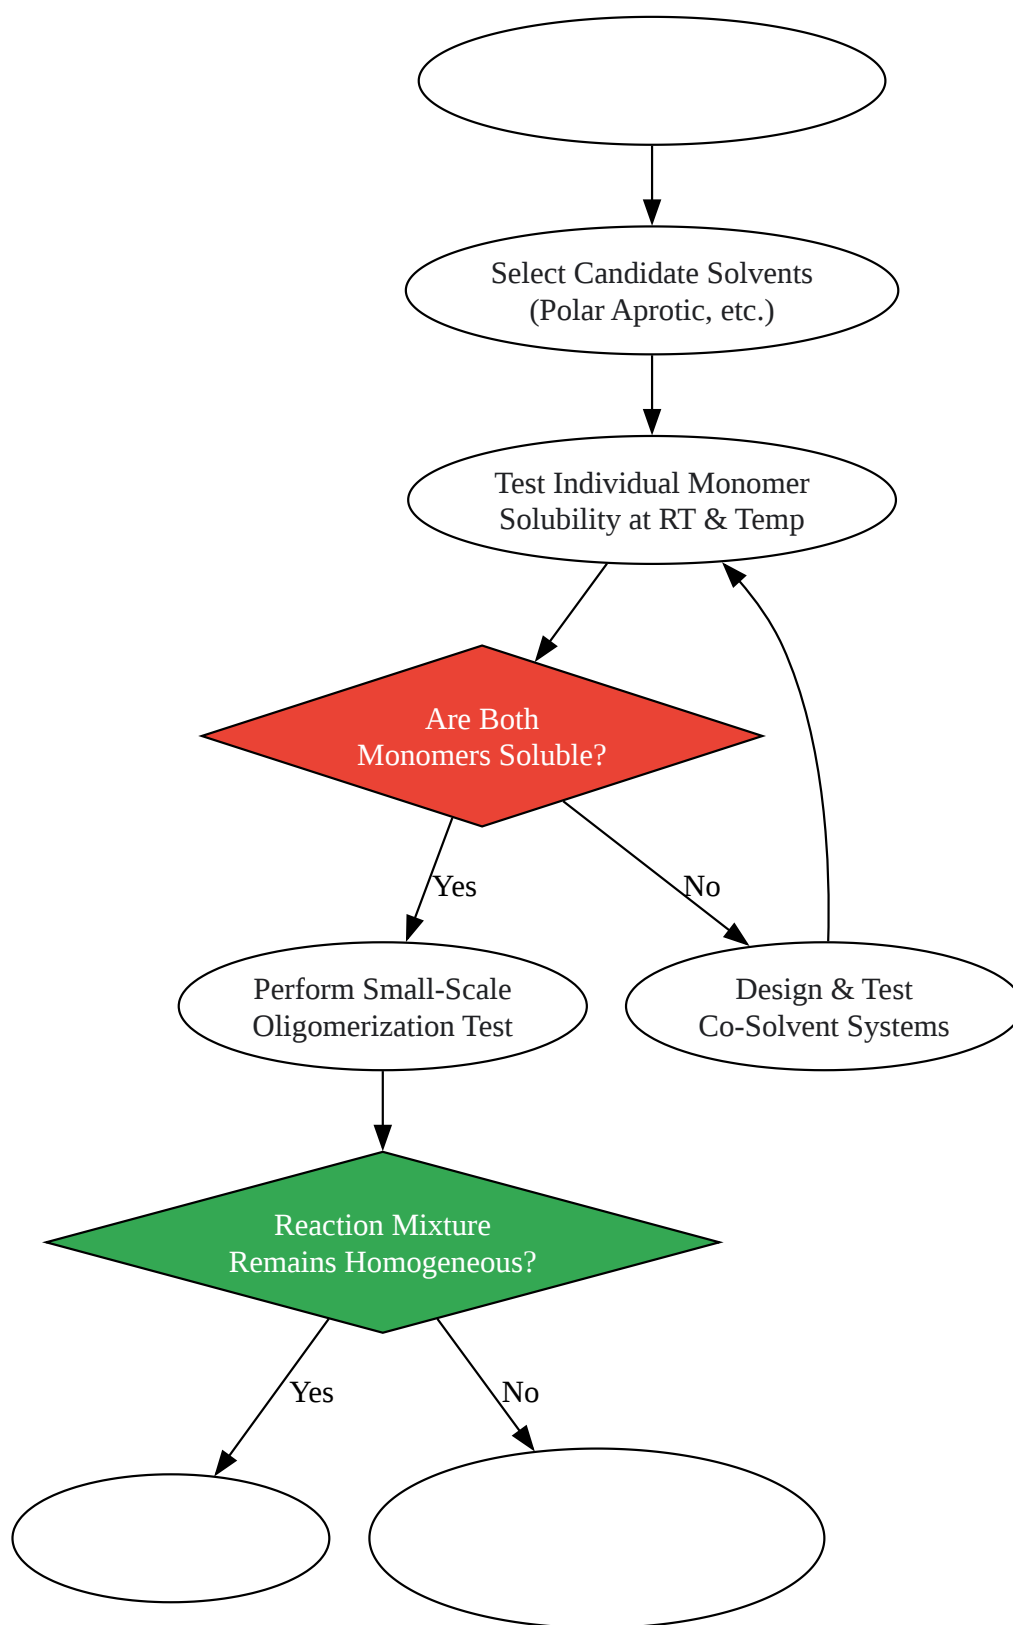 Select Candidate Solvents
(Polar Aprotic, etc.)
Test Individual Monomer
Solubility at RT & Temp
Are Both
Monomers Soluble?
Yes
No
Perform Small-Scale
Oligomerization Test
Design & Test
Co-Solvent Systems
Reaction Mixture
Remains Homogeneous?
Yes
No